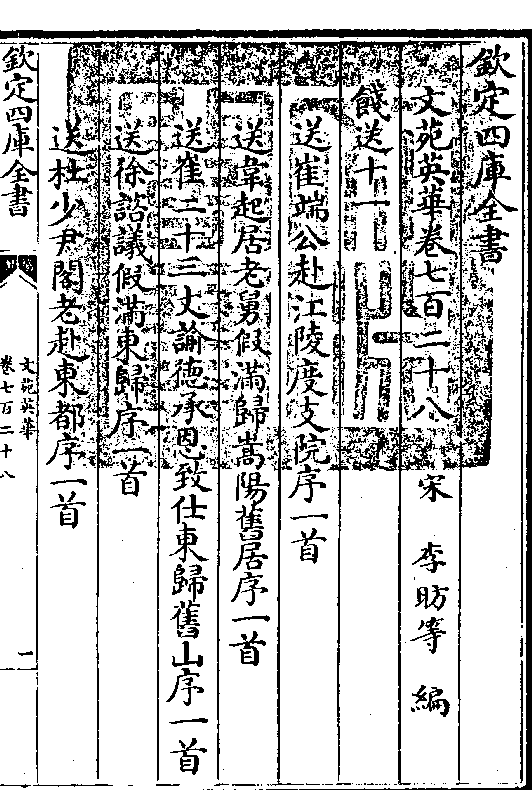 欽定四庫全書
文苑英華卷七百二十八　宋　李昉等　編
餞送十一
送崔端公赴江陵度支院序一首
送韋起居老舅假滿歸嵩陽舊居序一首
送崔二十三丈諭德承恩致仕東歸舊山序一首
送徐諮議假滿東歸序一首
送杜少尹閣老赴東都序一首
欽定四庫全書
文苑英華
卷七百二十八
一